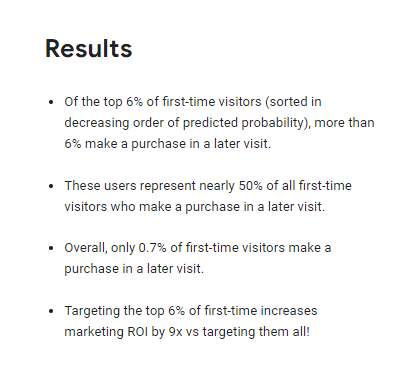 Results
• Of the top 6% of first-time visitors (sorted in
decreasing order of predicted probability), more than
6% make a purchase in a later visit.
• These users represent nearly 50% of all first-time
visitors who make a purchase in a later visit.
• Overall, only 0.7% of first-time visitors make a
purchase in a later visit.
• Targeting the top 6% of first-time increases
marketing ROI by 9x vs targeting them all!